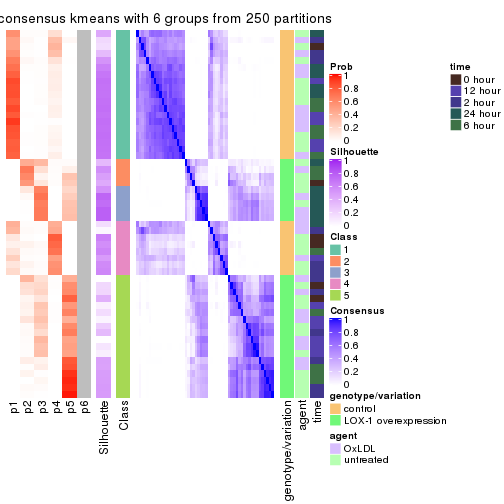 consensus kmeans with 6 groups from 250 partitions
Prob
1
0.8
0.6
0.4
0.2
0
time
0 hour
12 hour
2 hour
24 hour
6 hour
Silhouette
1
0.8
0.6
0.4
0.2
0
Class
1
2
3
4
5
Consensus
1
0.8
0.6
0.4
0.2
0
genotype/variation
control
LOX-1 overexpression
agent
OxLDL
untreated
p1
p2
p3
p4
p5
p6
Silhouette
Class
genotype/variation
agent
time